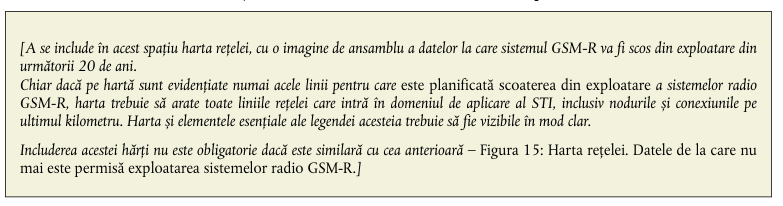 [A se include în acest spațiu harta rețelei, cu o imagine de ansamblu a datelor la care sistemul GSM-R va fi scos din exploatare din
următorii 20 de ani.
Chiar dacă pe hartă sunt evidențiate numai acele linii pentru care este planificată scoaterea din exploatare a sistemelor radio
GSM-R, harta trebuie să arate toate liniile rețelei care intră în domeniul de aplicare al STI, inclusiv nodurile și conexiunile pe
ultimul kilometru. Harta și elementele esențiale ale legendei acesteia trebuie să fie vizibile în mod clar.
Includerea acestei hărți nu este obligatorie dacă este similară cu cea anterioară – Figura 15: Harta rețelei. Datele de la care nu
mai este permisă exploatarea sistemelor radio GSM-R.]